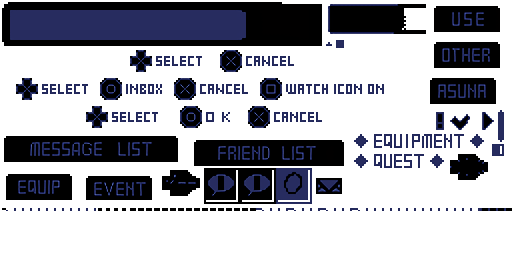 USE
OTHER
SELECT CANCEL
SELECT INBOX CANCEL WATCH ICON ON
ASUNA
SELECT O K CANCEL
EQUIPMENT
MESSAGE LIST
FRIEND LIST
QUEST
EQUIP
EVENT